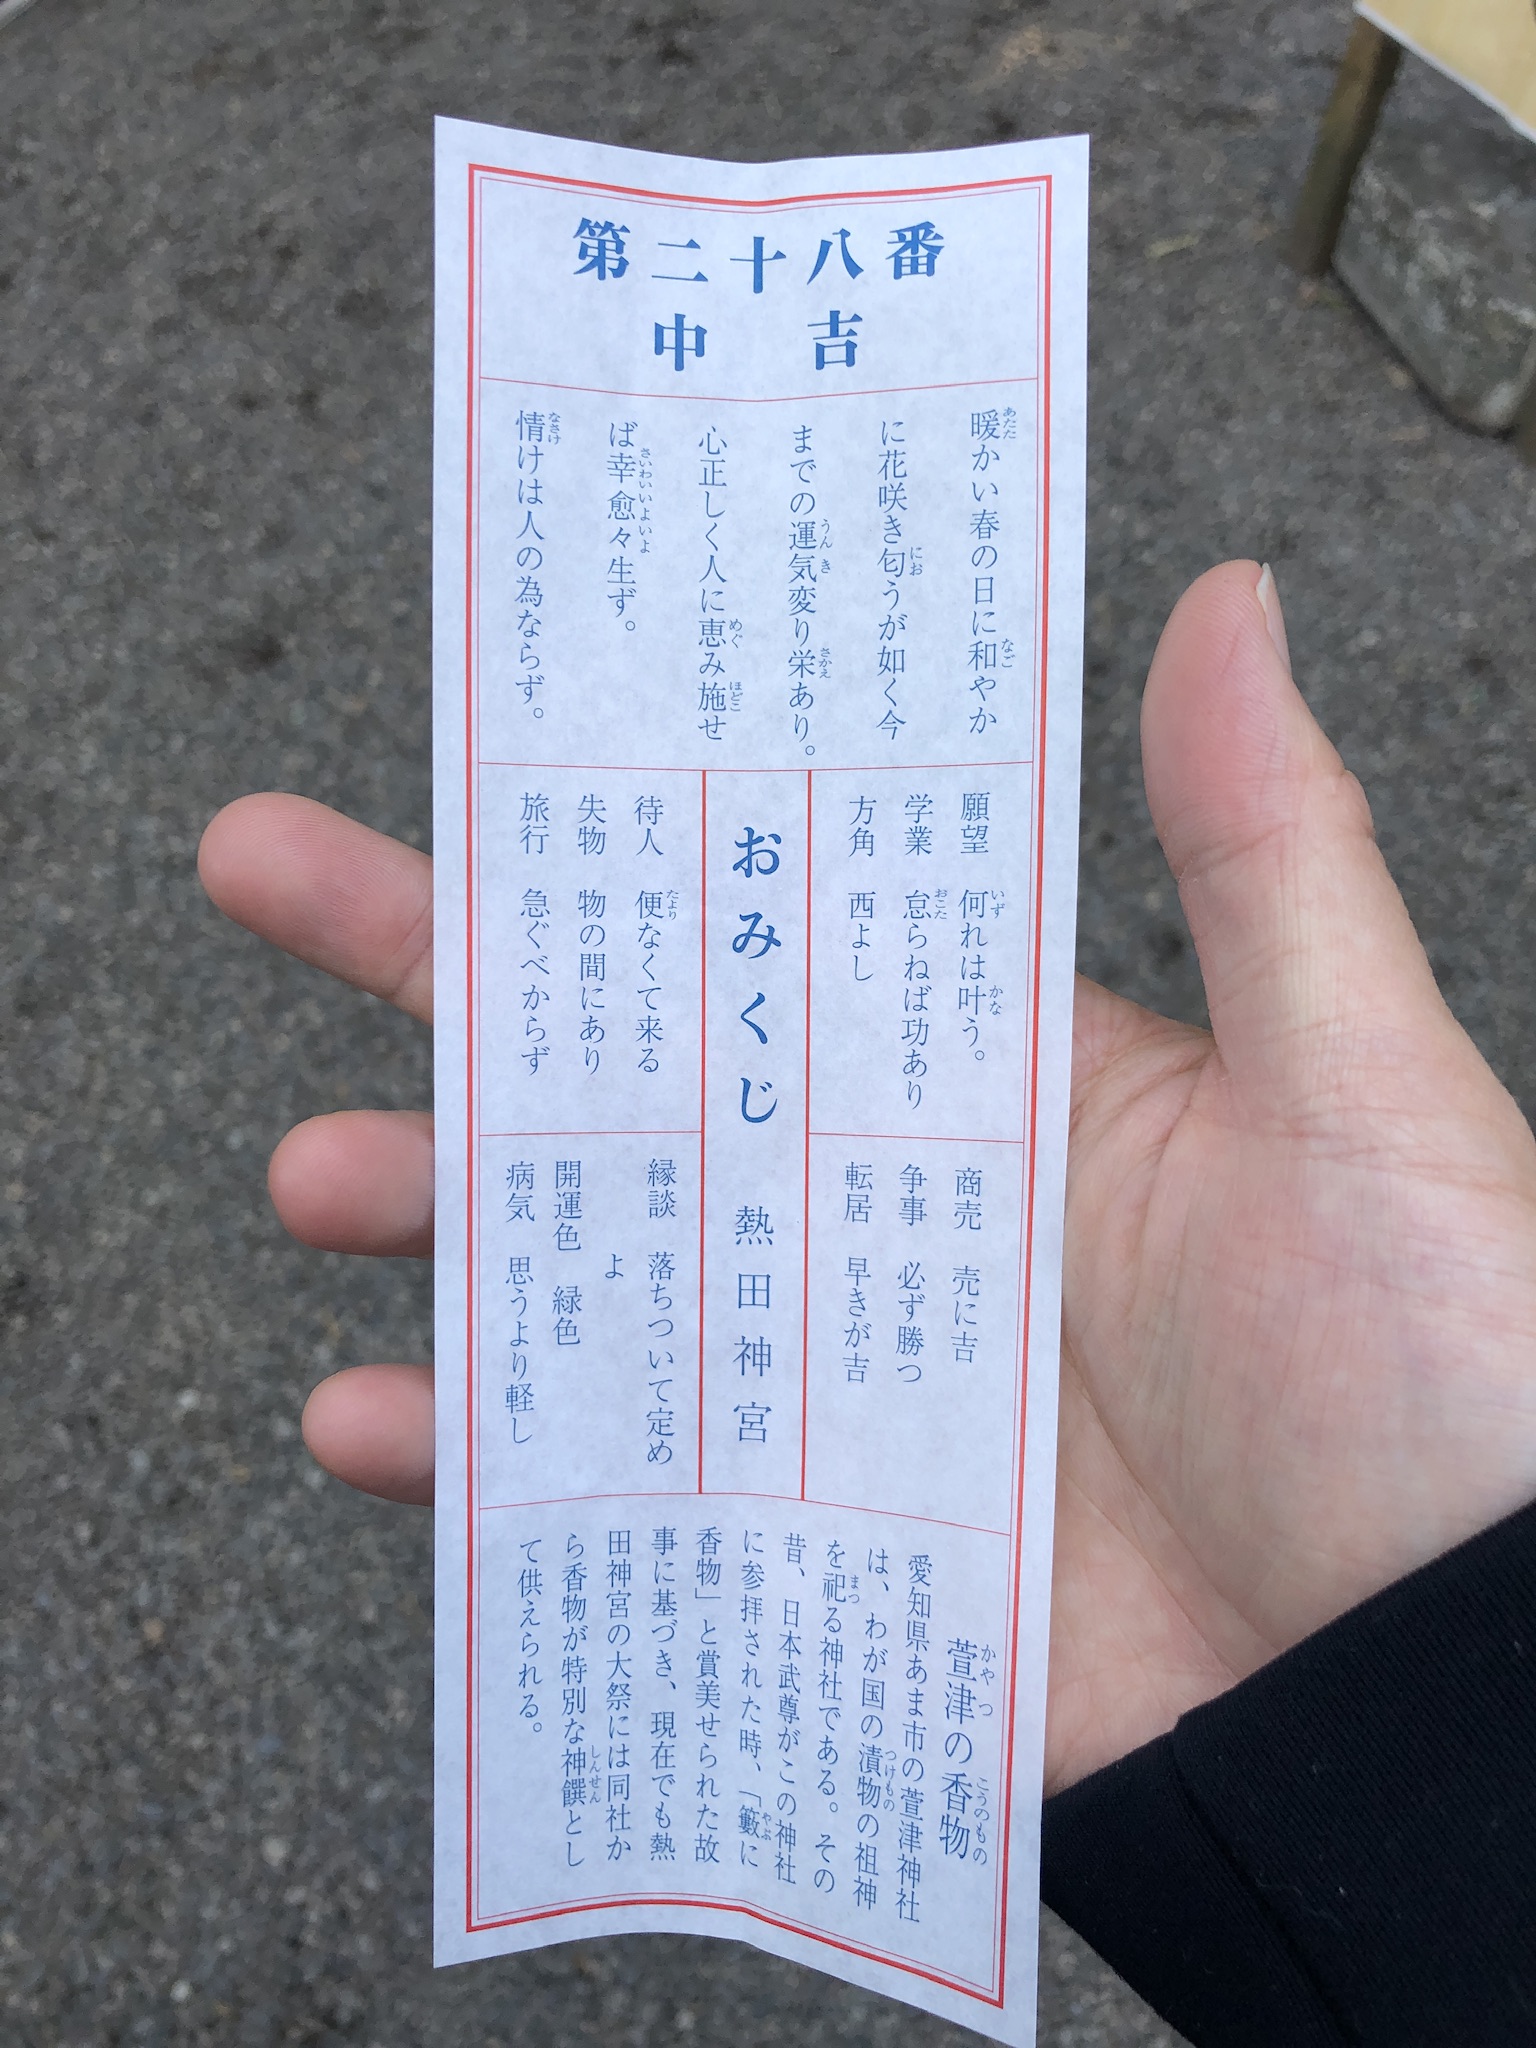 第二十八番
中吉
暖かい春の日に和やか
に花咲き匂うが如く今
までの運気変り栄あり。
心正しく人に恵み施せ
ば幸愈々生ず。
情けは人の為ならず。
願望 何れは叶う。
学業 怠らねば功あり
方角 西よし
商売 売に吉
争事 必ず勝つ
転居 早きが吉
おみくじ 熱田神宮
待人 便なくて来る
失物 物の間にあり
旅行 急ぐべからず
縁談 落ちついて定め
よ
開運色 緑色
病気 思うより軽し
萱津の香物
愛知県あま市の萱津神社
は、わが国の漬物の祖神
を祀る神社である。その
昔、日本武尊がこの神社
に参拝された時、「藪に
香物」と賞美せられた故
事に基づき、現在でも熱
田神宮の大祭には同社か
ら香物が特別な神饌とし
て供えられる。